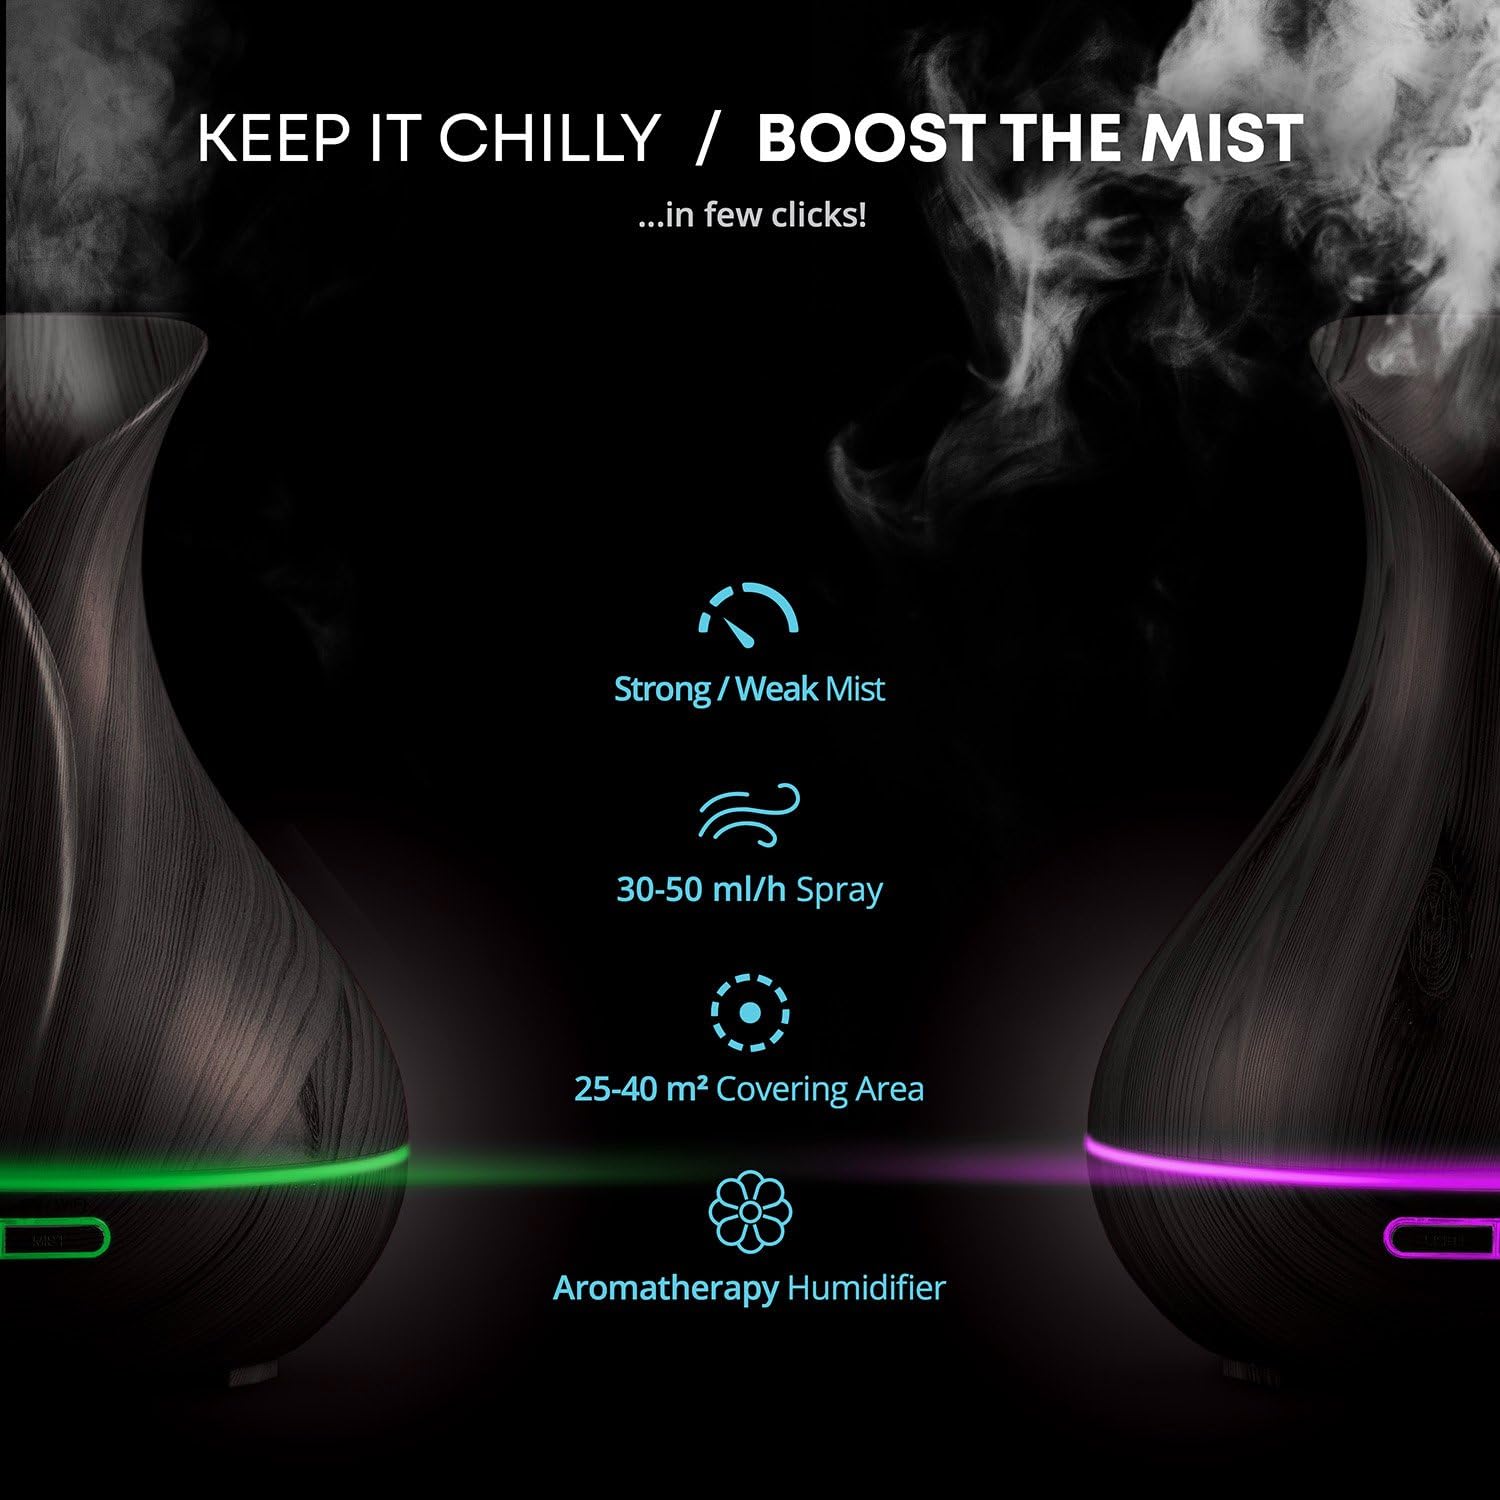 KEEP IT CHILLY / BOOST THE MIST
...in few clicks!
Strong / Weak Mist
30-50 ml/h Spray
25-40 m² Covering Area
Aromatherapy Humidifier
MIST